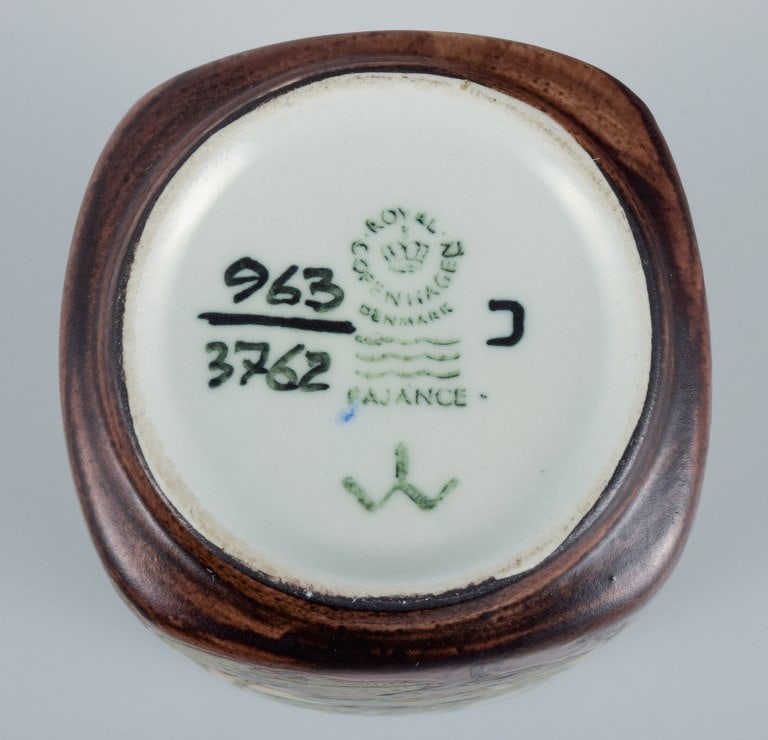 ROYAL
COPENHAGEN
DENMARK
FAJANCE
963
3762